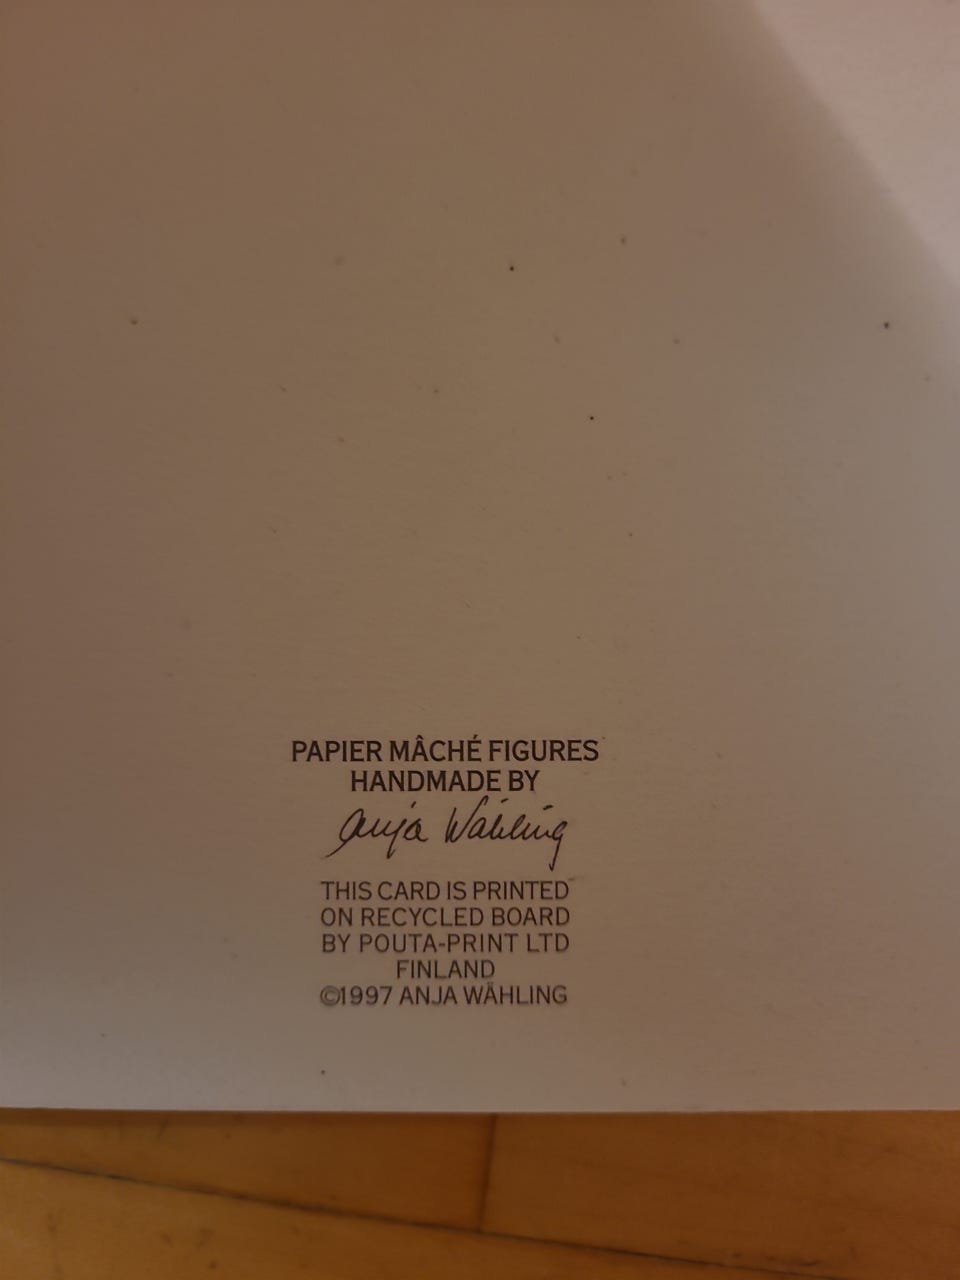 PAPIER MÂCHÉ FIGURES
HANDMADE BY
Anja Wähling
THIS CARD IS PRINTED
ON RECYCLED BOARD
BY POUTA-PRINT LTD
FINLAND
©1997 ANJA WÄHLING